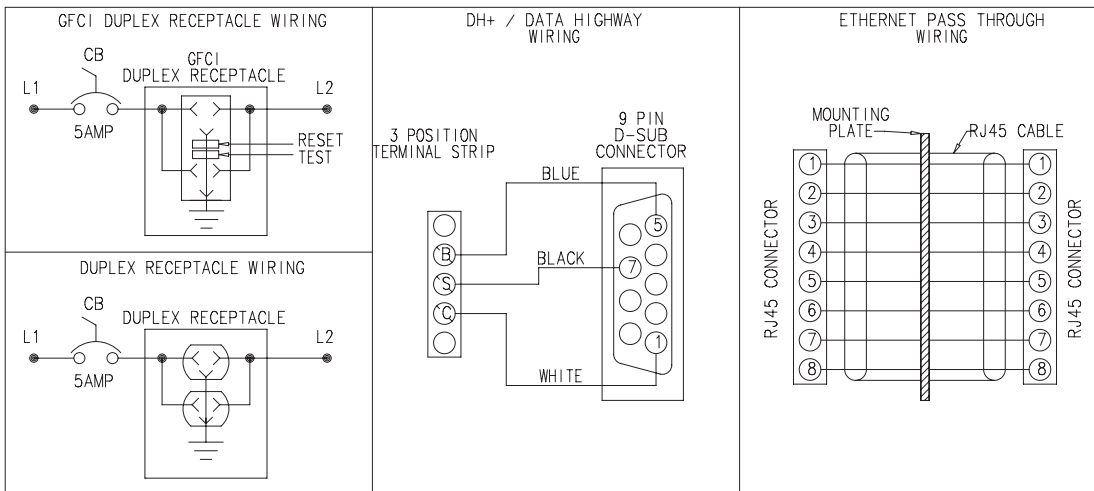 GFCI DUPLEX RECEPTACLE WIRING
CB
GFCI
DUPLEX RECEPTACLE
L1
L2
5AMP
RESET
TEST
DUPLEX RECEPTACLE WIRING
CB
DUPLEX RECEPTACLE
L1
L2
5AMP
DH+ / DATA HIGHWAY
WIRING
3 POSITION
TERMINAL STRIP
9 PIN
D-SUB
CONNECTOR
BLUE
BLACK
WHITE
B
S
C
5
7
1
ETHERNET PASS THROUGH
WIRING
MOUNTING
PLATE
RJ45 CABLE
RJ45 CONNECTOR
1
2
3
4
5
6
7
8
1
2
3
4
5
6
7
8
RJ45 CONNECTOR